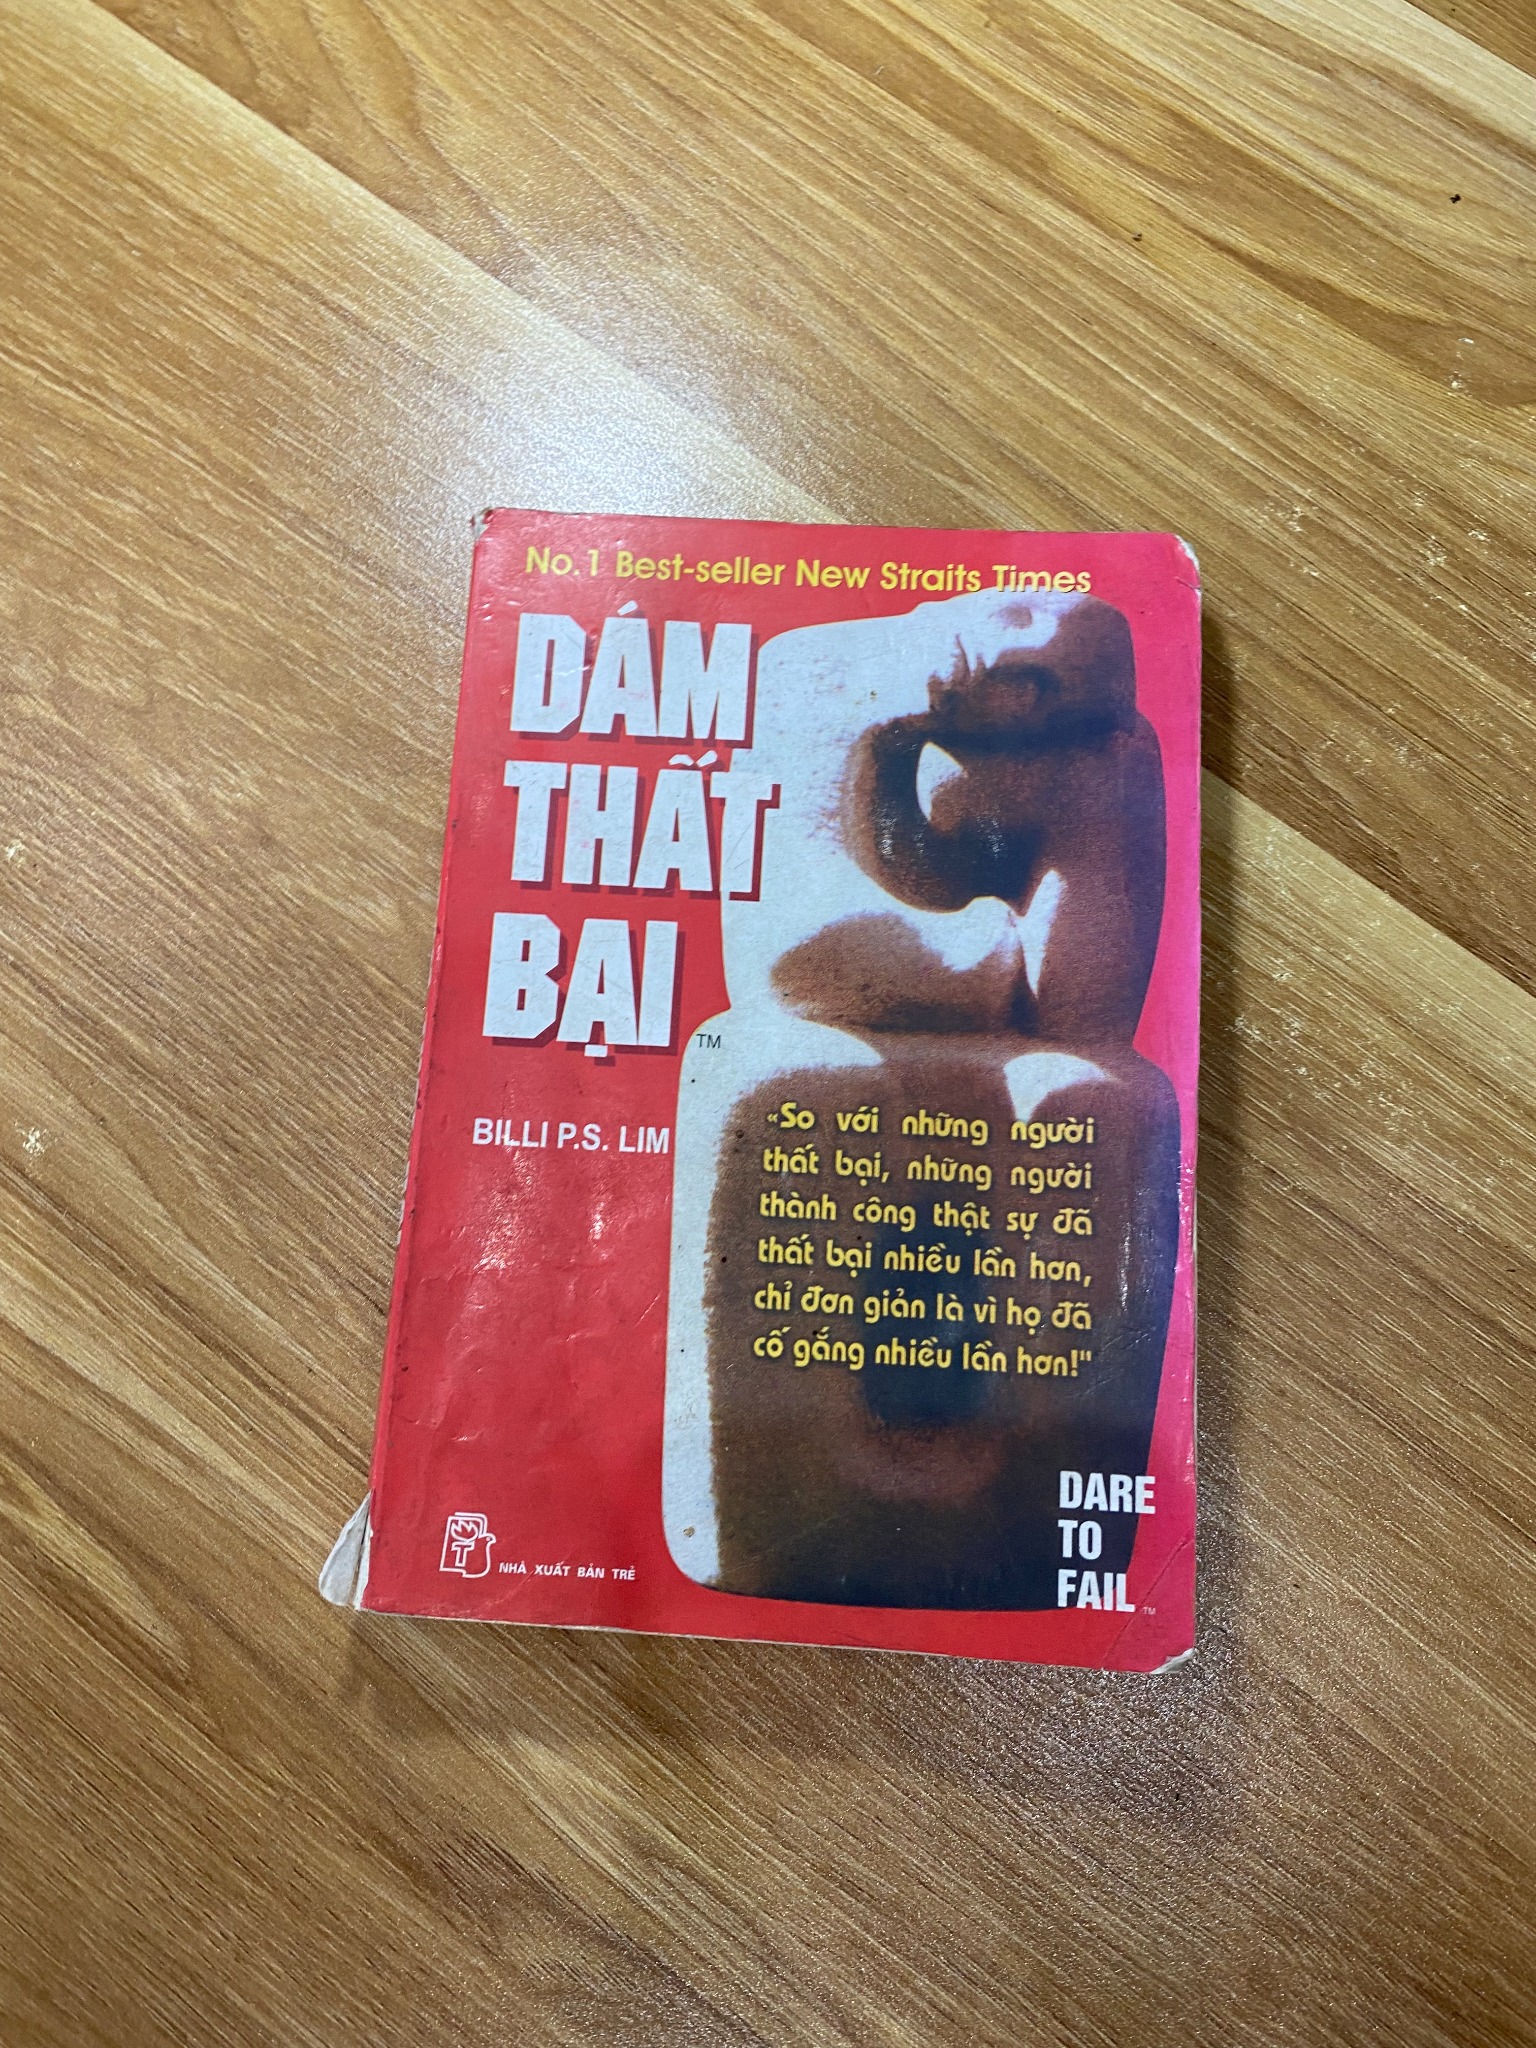 No.1 Best-seller New Straits Times
DÁM
THẤT
BẠI
TM
BILLI P.S. LIM
«So với những người
thất bại, những người
thành công thật sự đã
thất bại nhiều lần hơn,
chỉ đơn giản là vì họ đã
cố gắng nhiều lần hơn!"
DARE
TO
FAIL
TM
T
NHÀ XUẤT BẢN TRẺ